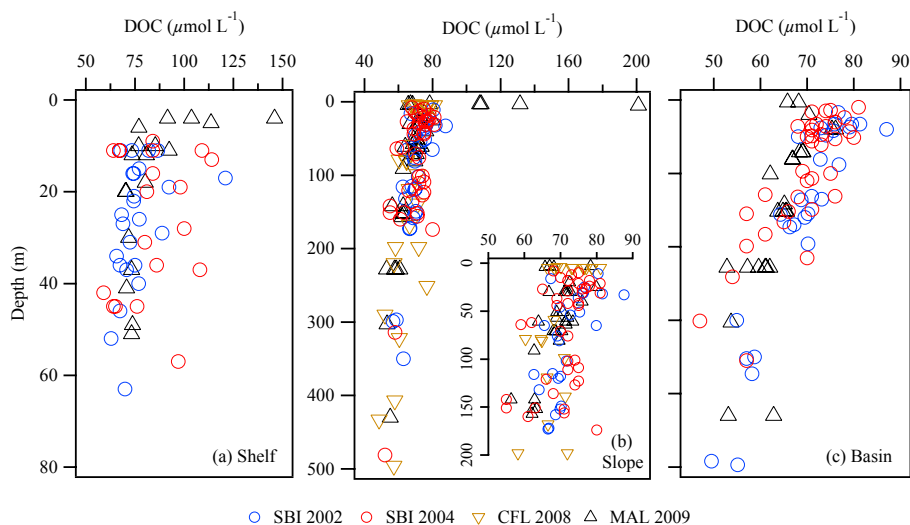 DOC (µmol L⁻¹) DOC (µmol L⁻¹) DOC (µmol L⁻¹)
50 75 100 125 150 40 80 120 160 200 50 60 70 80 90
Depth (m)
0
20
40
60
80
(a) Shelf
0
100
200
300
400
500
50 60 70 80 90
0
50
100
150
200
(b)
Slope
(c) Basin
SBI 2002 SBI 2004 CFL 2008 MAL 2009